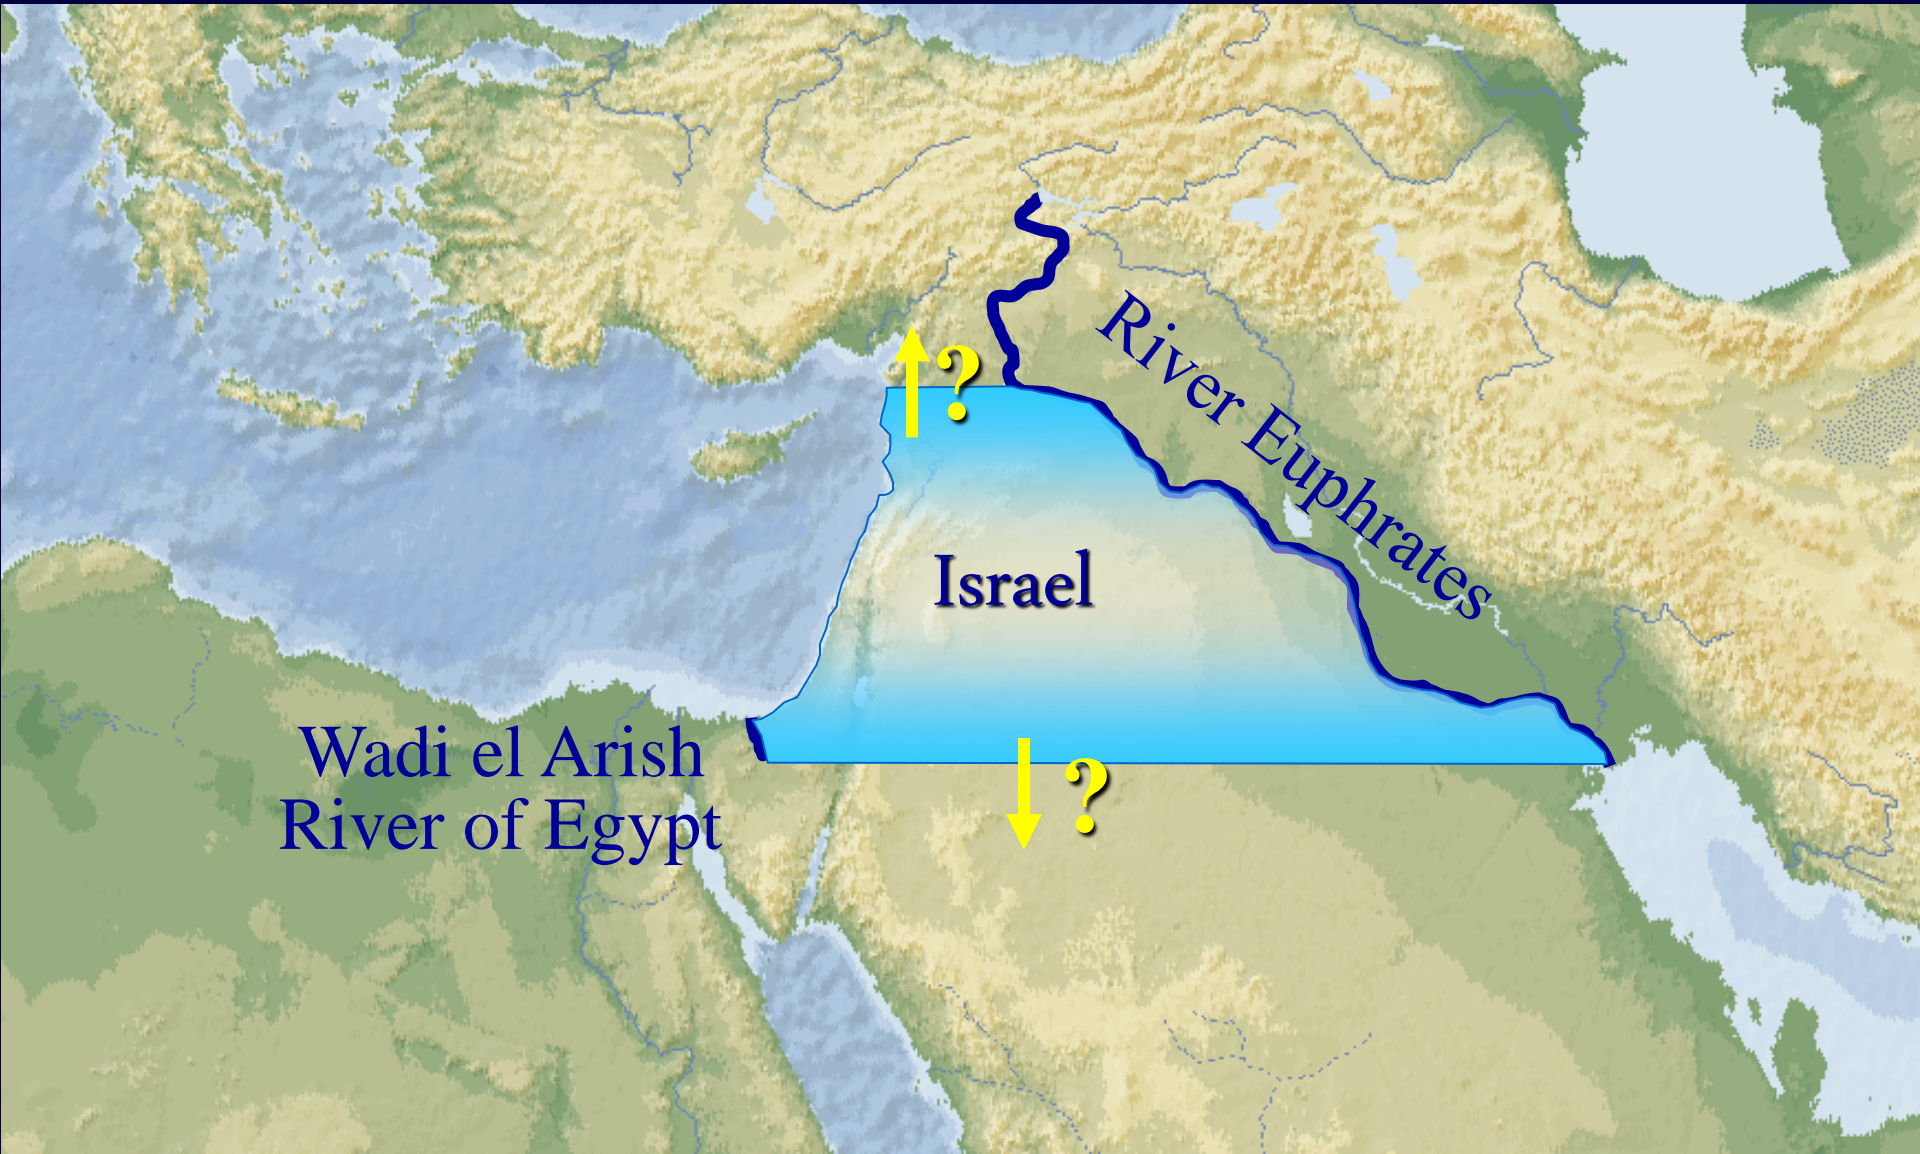 ?
River Euphrates
Israel
Wadi el Arish
River of Egypt
?